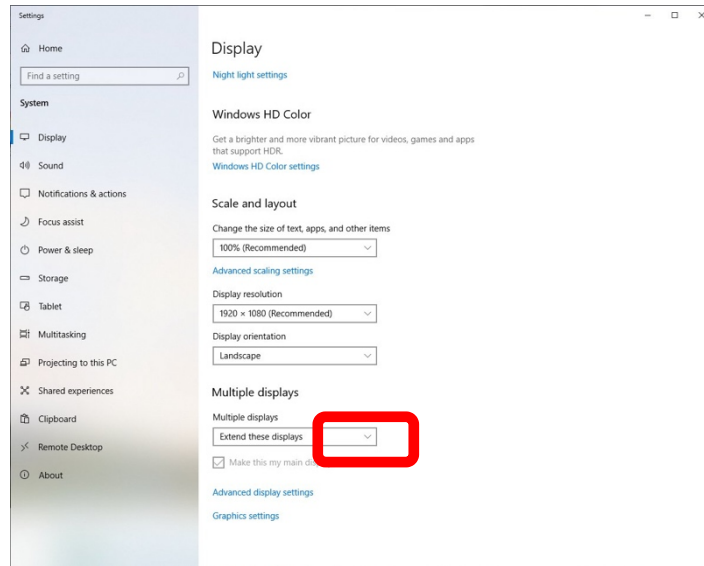 Settings
Home
Find a setting
System
Display
Sound
Notifications & actions
Focus assist
Power & sleep
Storage
Tablet
Multitasking
Projecting to this PC
Shared experiences
Clipboard
Remote Desktop
About
Display
Night light settings
Windows HD Color
Get a brighter and more vibrant picture for videos, games and apps
that support HDR.
Windows HD Color settings
Scale and layout
Change the size of text, apps, and other items
100% (Recommended)
Advanced scaling settings
Display resolution
1920 × 1080 (Recommended)
Display orientation
Landscape
Multiple displays
Multiple displays
Extend these displays
Make this my main
Advanced display settings
Graphics settings